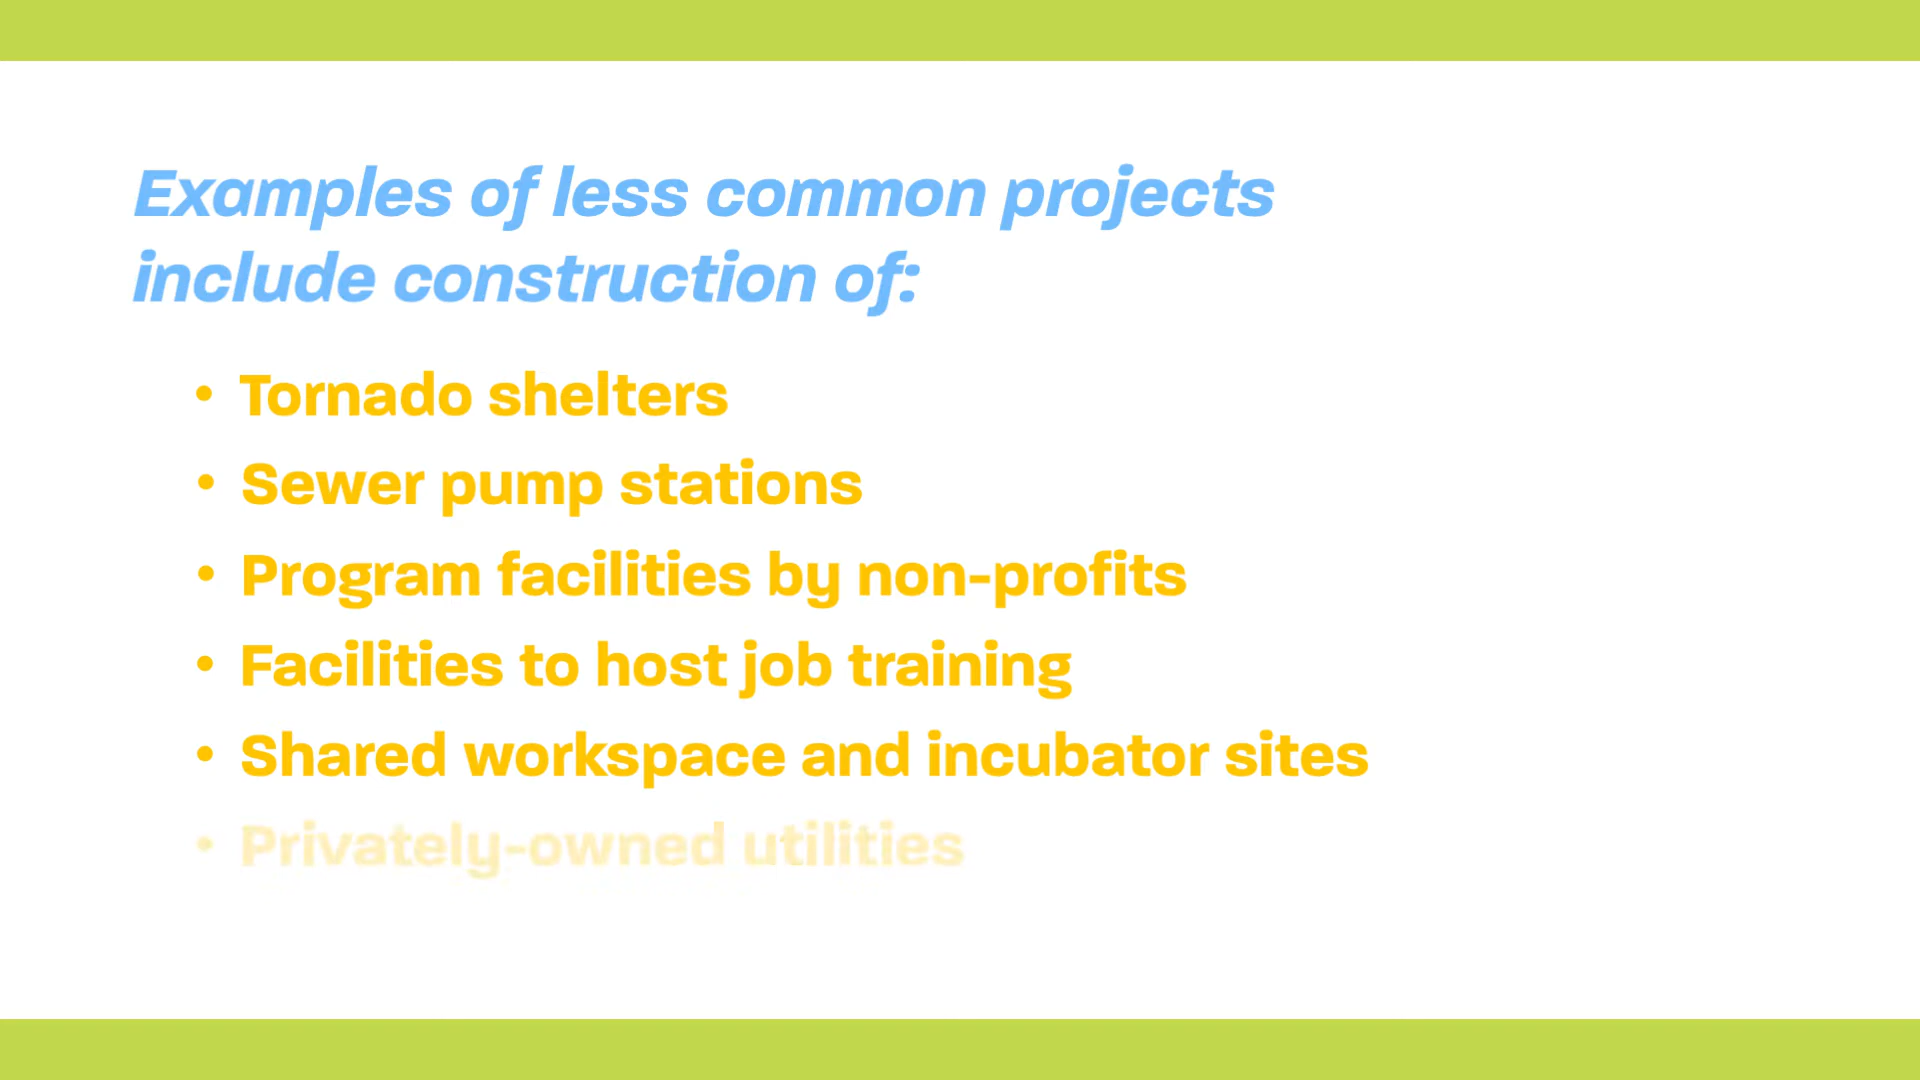 Examples of less common projects
include construction of:
• Tornado shelters
• Sewer pump stations
• Program facilities by non-profits
• Facilities to host job training
• Shared workspace and incubator sites
• Privately-owned utilities